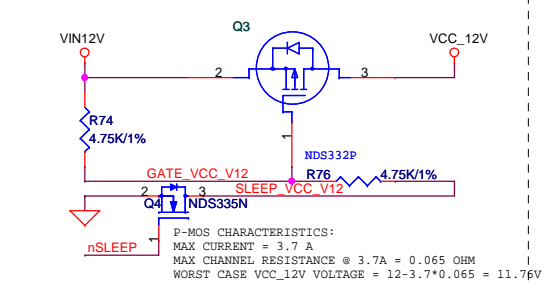 Q3
VIN12V
VCC_12V
2
3
R74
4.75K/1%
1
NDS332P
GATE_VCC_V12
R76
4.75K/1%
2
3
SLEEP_VCC_V12
Q4
NDS335N
1
nSLEEP
P-MOS CHARACTERISTICS:
MAX CURRENT = 3.7 A
MAX CHANNEL RESISTANCE @ 3.7A = 0.065 OHM
WORST CASE VCC_12V VOLTAGE = 12-3.7*0.065 = 11.76V